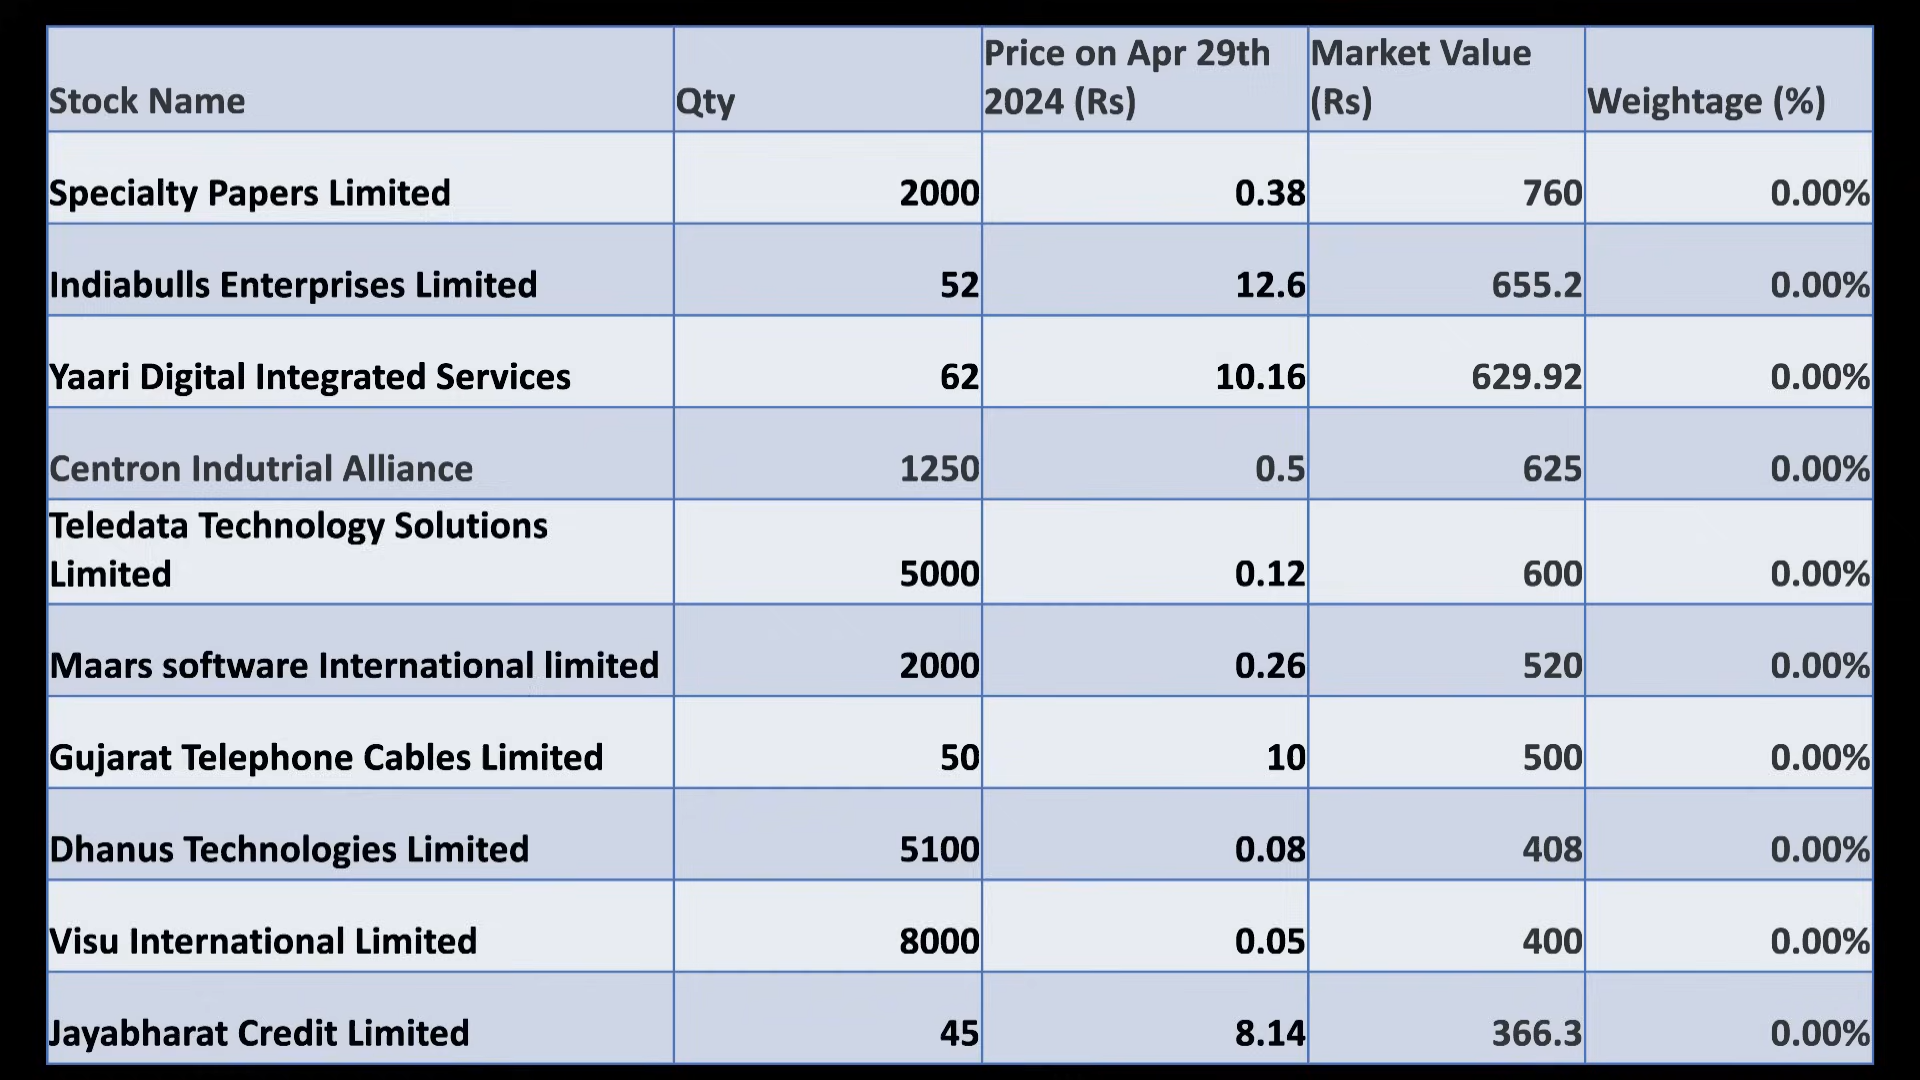 Stock Name Qty Price on Apr 29th 2024 (Rs) Market Value (Rs) Weightage (%)
Specialty Papers Limited 2000 0.38 760 0.00%
Indiabulls Enterprises Limited 52 12.6 655.2 0.00%
Yaari Digital Integrated Services 62 10.16 629.92 0.00%
Centron Indutrial Alliance 1250 0.5 625 0.00%
Teledata Technology Solutions Limited 5000 0.12 600 0.00%
Maars software International limited 2000 0.26 520 0.00%
Gujarat Telephone Cables Limited 50 10 500 0.00%
Dhanus Technologies Limited 5100 0.08 408 0.00%
Visu International Limited 8000 0.05 400 0.00%
Jayabharat Credit Limited 45 8.14 366.3 0.00%